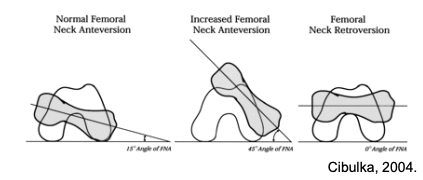 Normal Femoral
Neck Anteversion
Increased Femoral
Neck Anteversion
Femoral
Neck Retroversion
15° Angle of FNA
45° Angle of FNA
0° Angle of FNA
Cibulka, 2004.